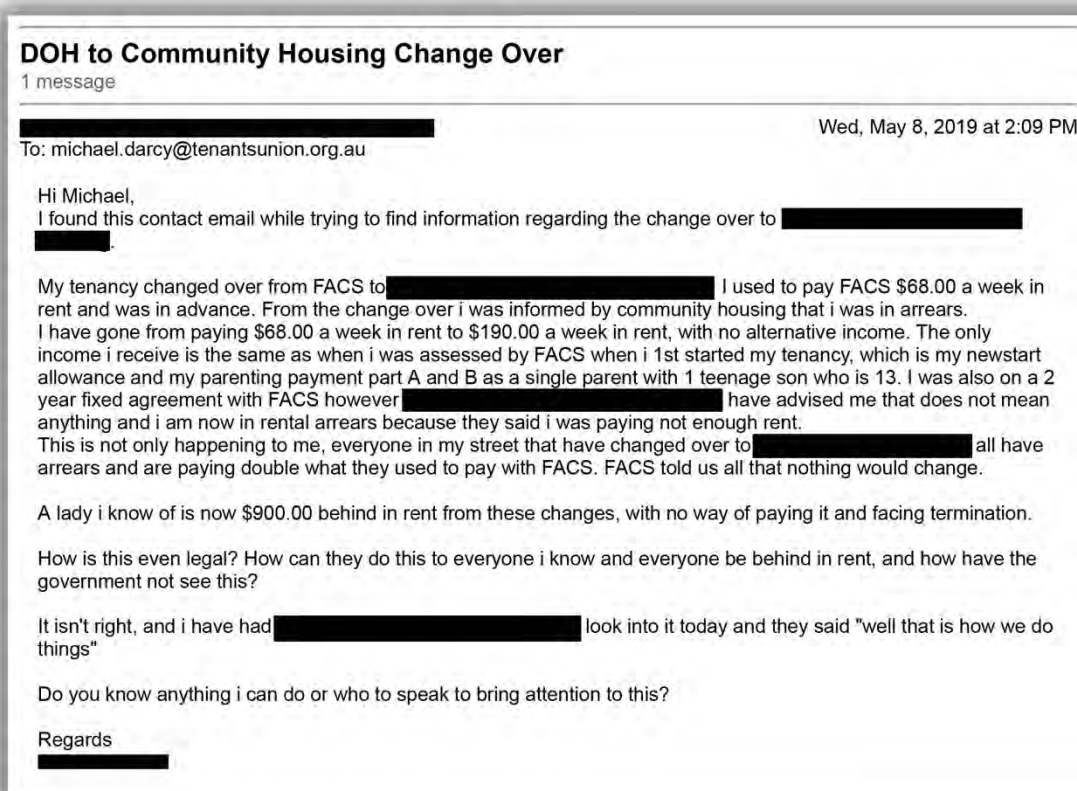 DOH to Community Housing Change Over
1 message
Wed, May 8, 2019 at 2:09 PM
To: michael.darcy@tenantsunion.org.au
Hi Michael,
I found this contact email while trying to find information regarding the change over to
.
My tenancy changed over from FACS to I used to pay FACS $68.00 a week in
rent and was in advance. From the change over i was informed by community housing that i was in arrears.
I have gone from paying $68.00 a week in rent to $190.00 a week in rent, with no alternative income. The only
income i receive is the same as when i was assessed by FACS when i 1st started my tenancy, which is my newstart
allowance and my parenting payment part A and B as a single parent with 1 teenage son who is 13. I was also on a 2
year fixed agreement with FACS however have advised me that does not mean
anything and i am now in rental arrears because they said i was paying not enough rent.
This is not only happening to me, everyone in my street that have changed over to all have
arrears and are paying double what they used to pay with FACS. FACS told us all that nothing would change.
A lady i know of is now $900.00 behind in rent from these changes, with no way of paying it and facing termination.
How is this even legal? How can they do this to everyone i know and everyone be behind in rent, and how have the
government not see this?
It isn't right, and i have had look into it today and they said "well that is how we do
things"
Do you know anything i can do or who to speak to bring attention to this?
Regards